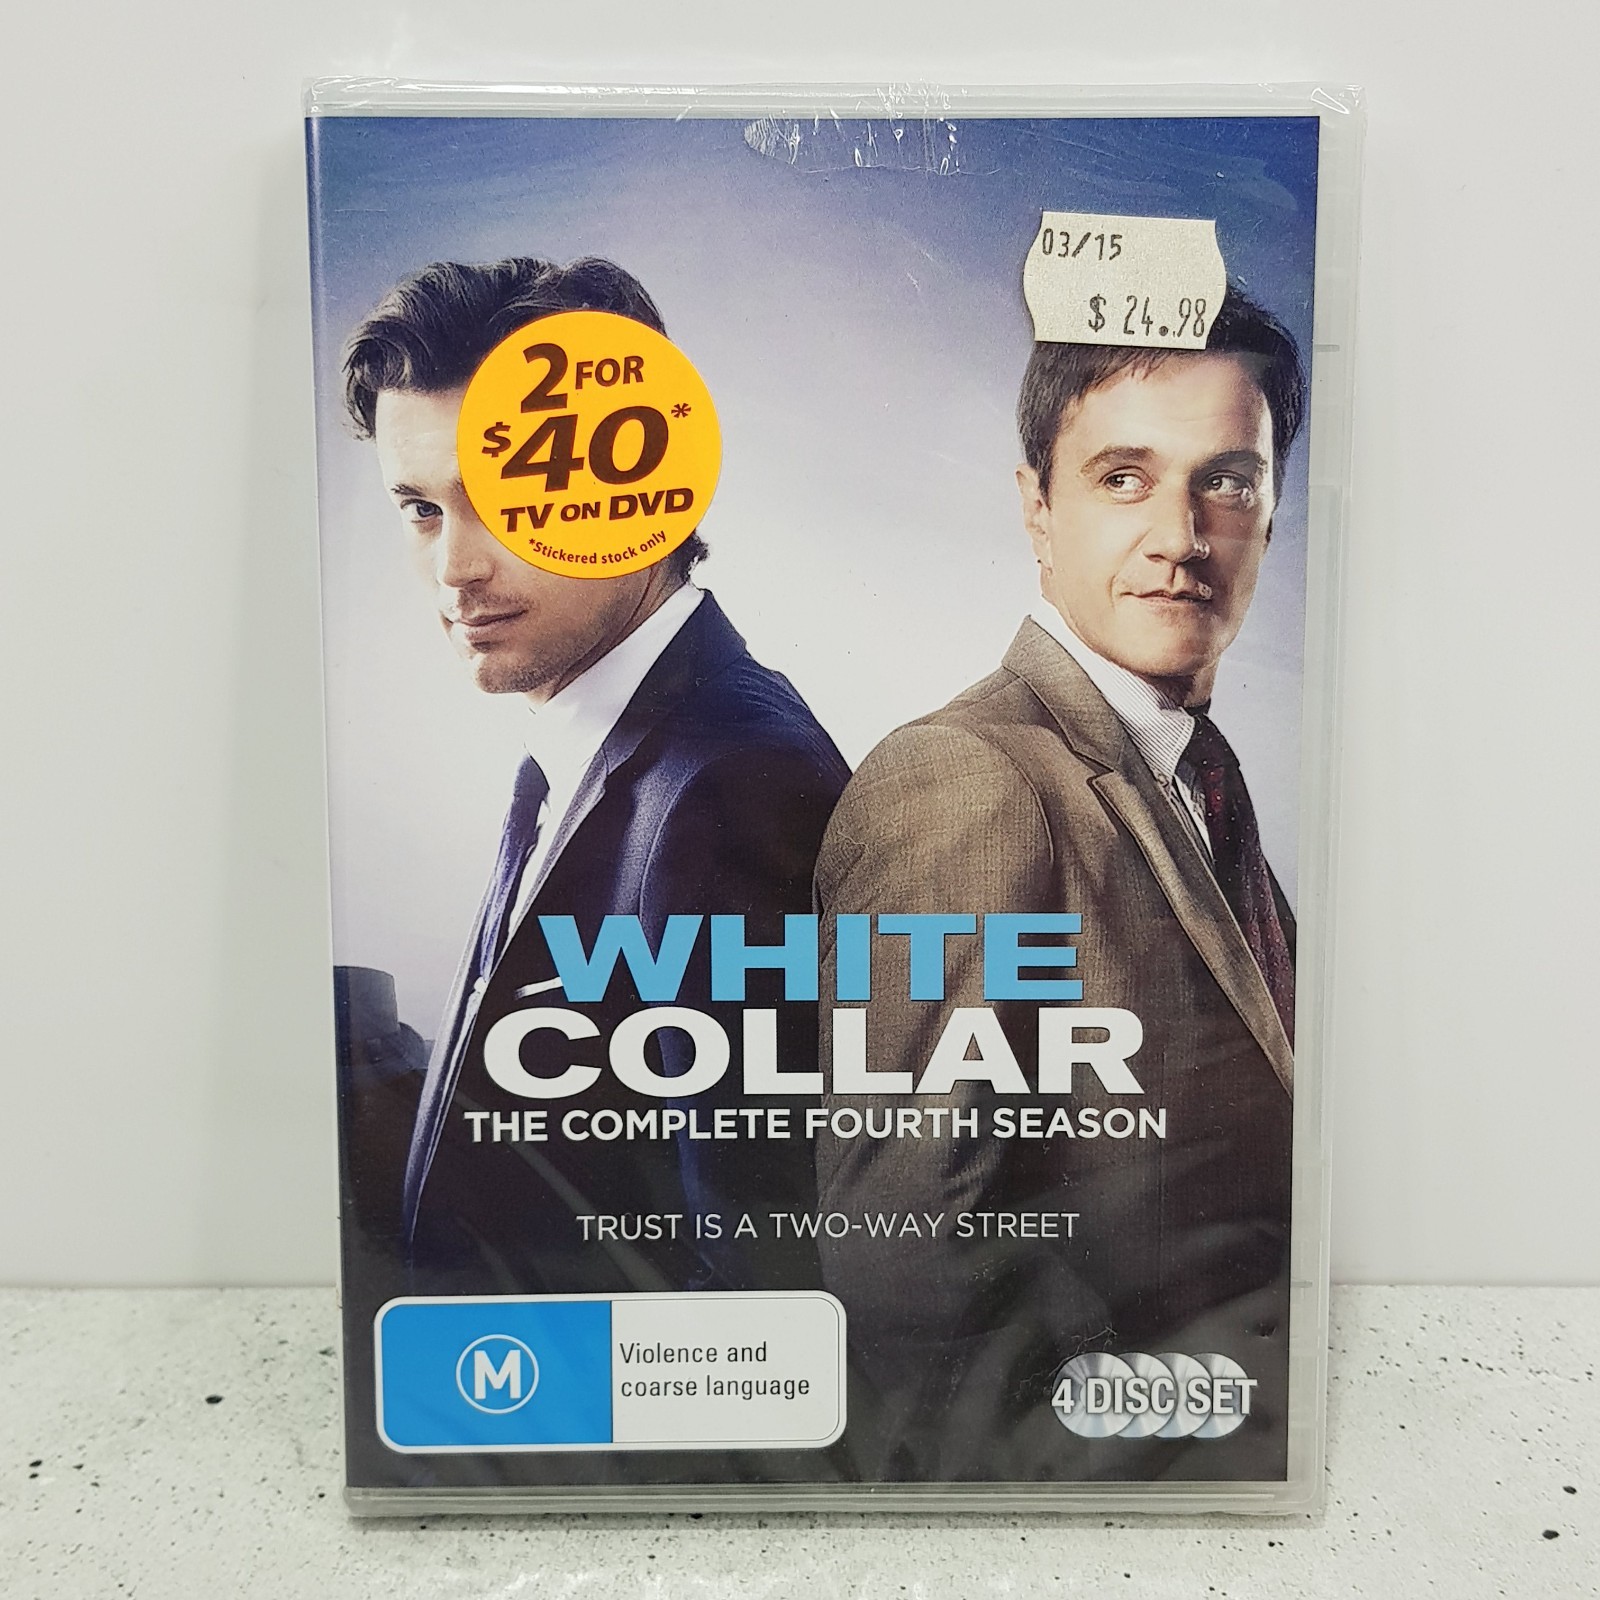 03/15
$ 24.98
2 FOR
$40*
TV ON DVD
*Stickered stock only
WHITE
COLLAR
THE COMPLETE FOURTH SEASON
TRUST IS A TWO-WAY STREET
M
Violence and
coarse language
4 DISC SET